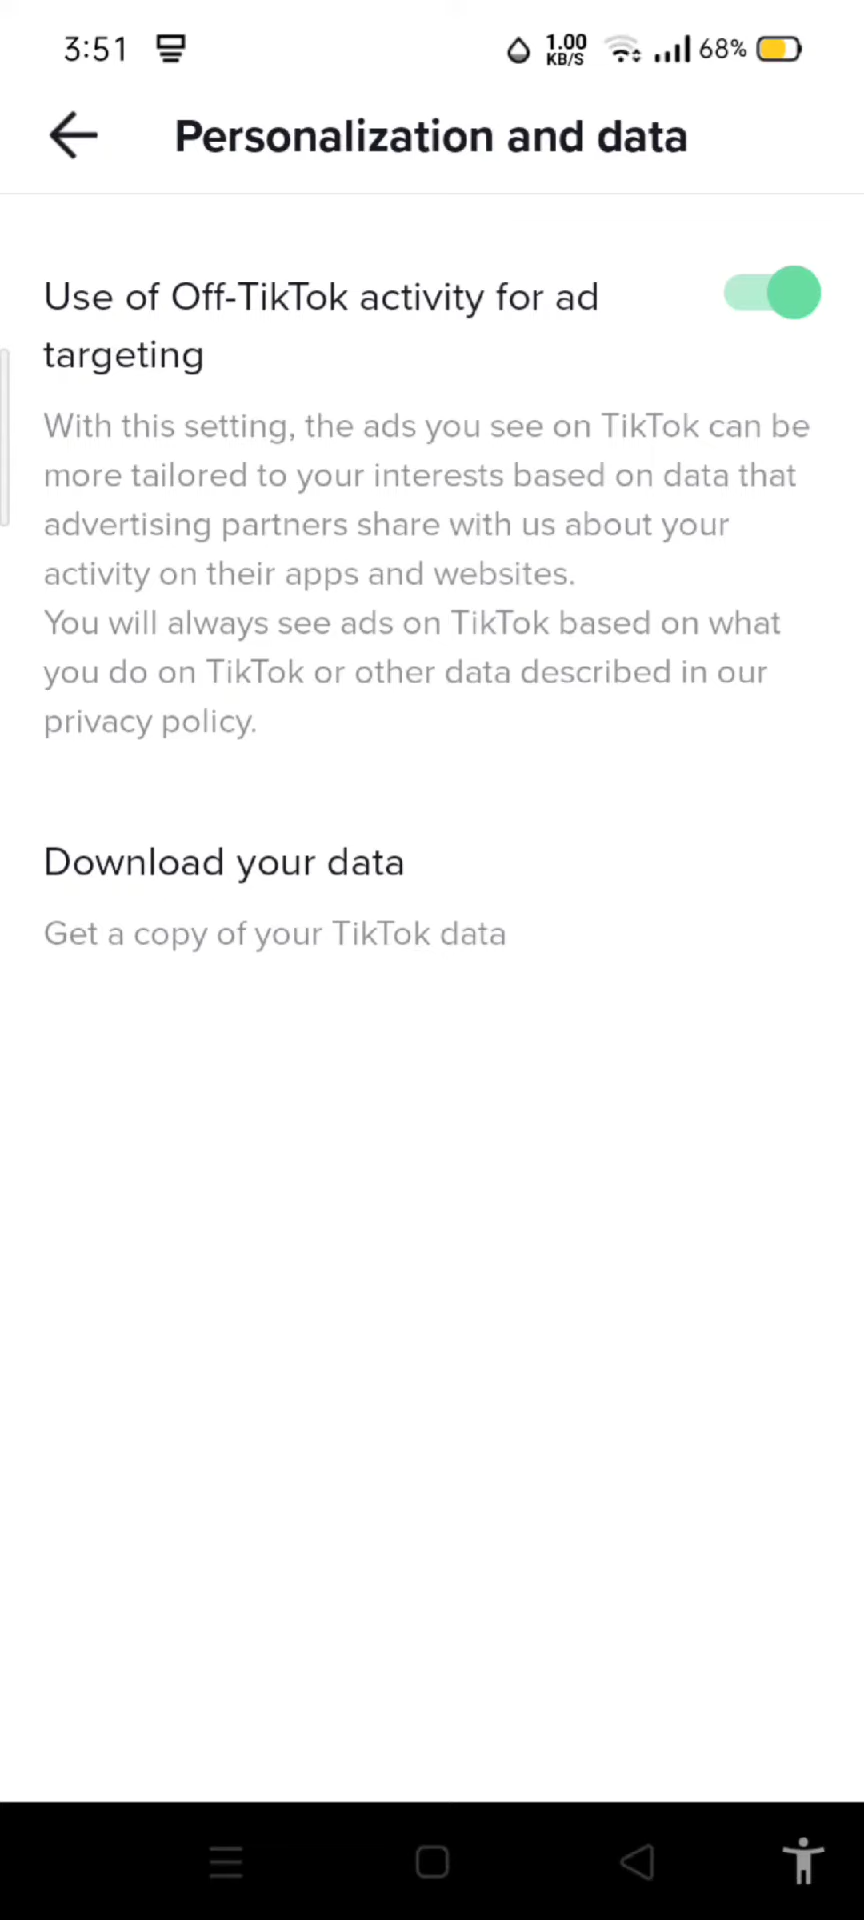 3:51 1.00 KB/S 68%
Personalization and data
Use of Off-TikTok activity for ad
targeting
With this setting, the ads you see on TikTok can be
more tailored to your interests based on data that
advertising partners share with us about your
activity on their apps and websites.
You will always see ads on TikTok based on what
you do on TikTok or other data described in our
privacy policy.
Download your data
Get a copy of your TikTok data